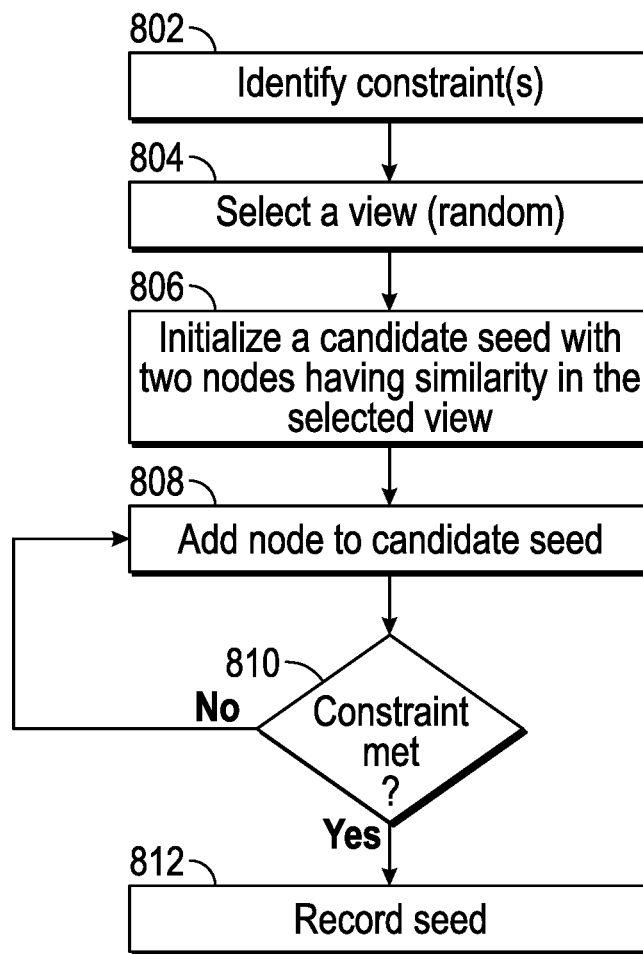 802
Identify constraint(s)
804
Select a view (random)
806
Initialize a candidate seed with
two nodes having similarity in the
selected view
808
Add node to candidate seed
810
No
Constraint
met
?
Yes
812
Record seed